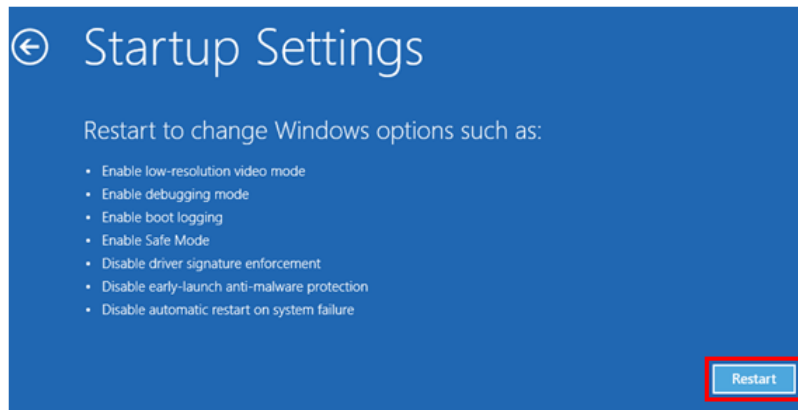 Startup Settings
Restart to change Windows options such as:
• Enable low-resolution video mode
• Enable debugging mode
• Enable boot logging
• Enable Safe Mode
• Disable driver signature enforcement
• Disable early-launch anti-malware protection
• Disable automatic restart on system failure
Restart